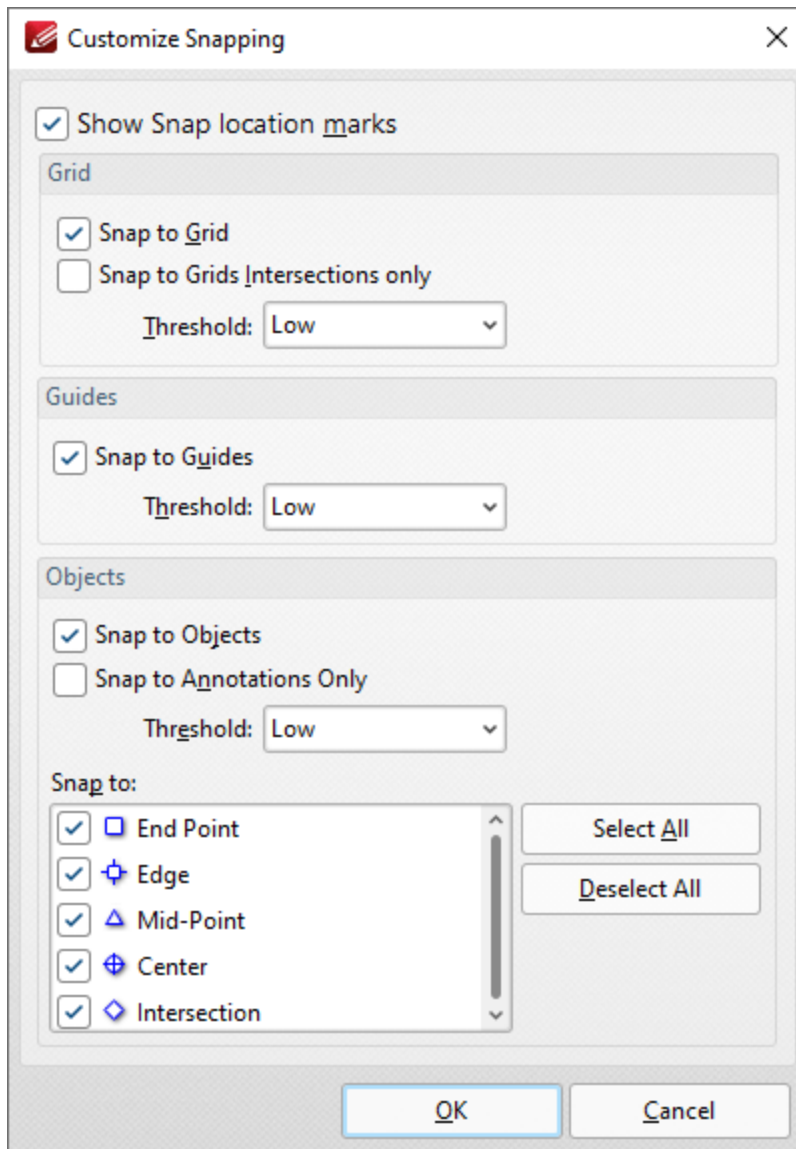 Customize Snapping
Show Snap location marks
Grid
Snap to Grid
Snap to Grids Intersections only
Threshold: Low
Guides
Snap to Guides
Threshold: Low
Objects
Snap to Objects
Snap to Annotations Only
Threshold: Low
Snap to:
End Point
Select All
Edge
Deselect All
Mid-Point
Center
Intersection
OK
Cancel